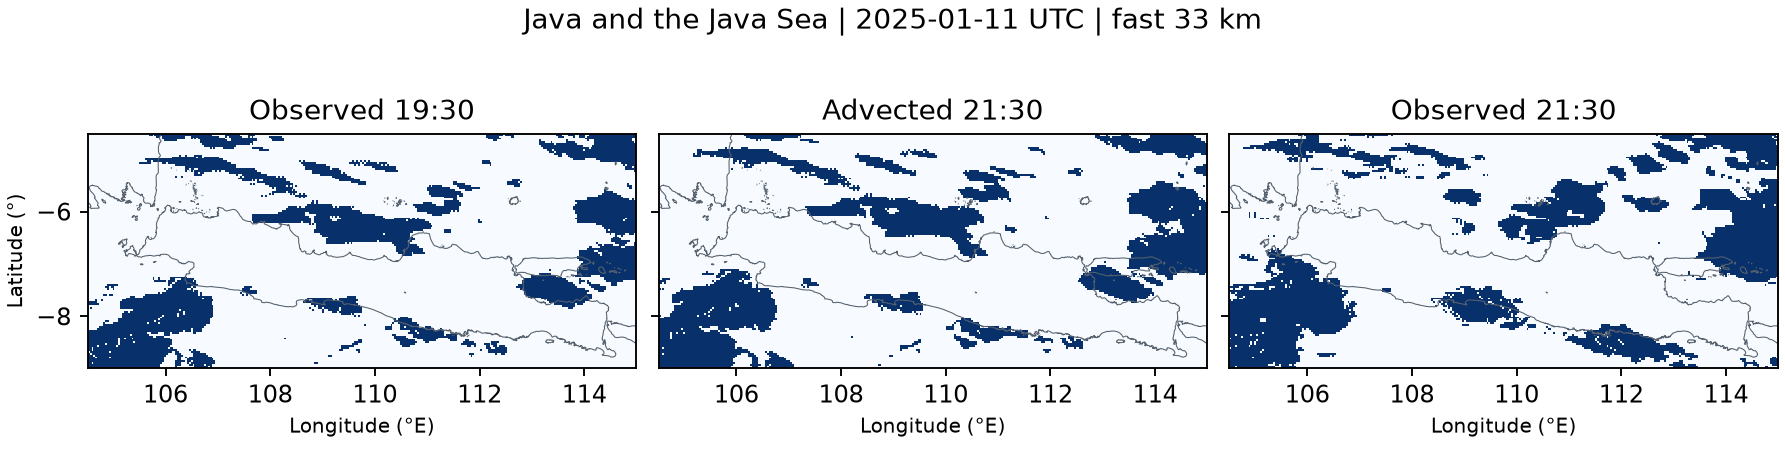 Java and the Java Sea | 2025-01-11 UTC | fast 33 km
Observed 19:30
Advected 21:30
Observed 21:30
Latitude (°)
−6
−8
106 108 110 112 114
106 108 110 112 114
106 108 110 112 114
Longitude (°E)
Longitude (°E)
Longitude (°E)